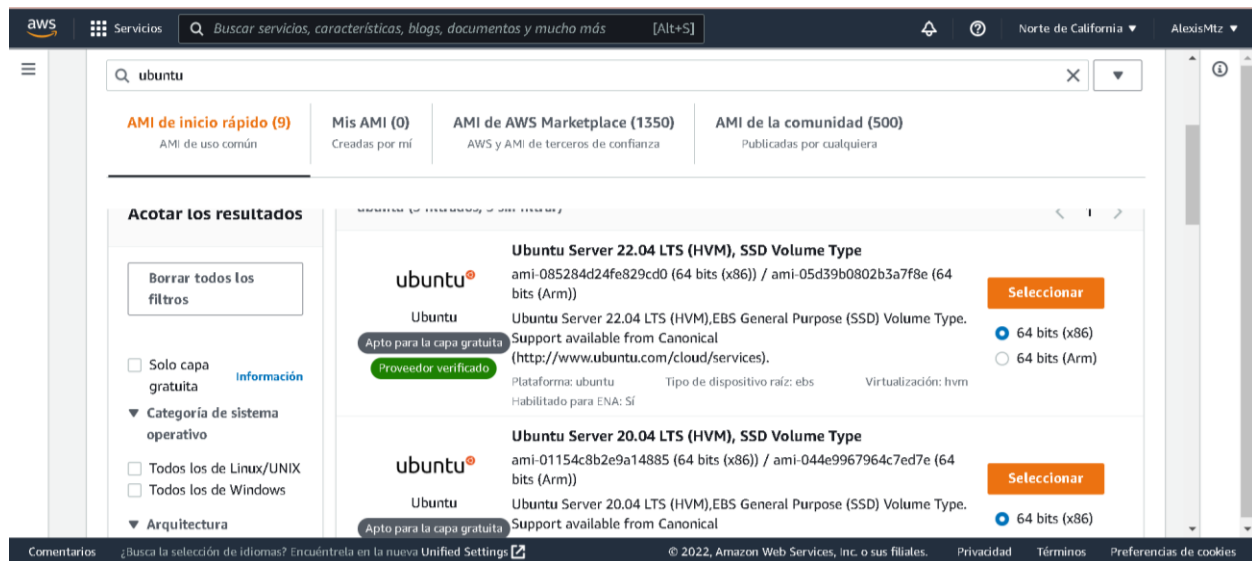 aws
Servicios
Buscar servicios, características, blogs, documentos y mucho más [Alt+S]
Norte de California ▼
AlexisMtz ▼
ubuntu
AMI de inicio rápido (9)
AMI de uso común
Mis AMI (0)
Creadas por mí
AMI de AWS Marketplace (1350)
AWS y AMI de terceros de confianza
AMI de la comunidad (500)
Publicadas por cualquiera
Acotar los resultados
Borrar todos los
filtros
Solo capa
gratuita
Información
▼ Categoría de sistema
operativo
Todos los de Linux/UNIX
Todos los de Windows
▼ Arquitectura
ubuntu
< 1 >
ubuntu
Ubuntu
Apto para la capa gratuita
Proveedor verificado
Ubuntu Server 22.04 LTS (HVM), SSD Volume Type
ami-085284d24fe829cd0 (64 bits (x86)) / ami-05d39b0802b3a7f8e (64
bits (Arm))
Ubuntu Server 22.04 LTS (HVM),EBS General Purpose (SSD) Volume Type.
Support available from Canonical
(http://www.ubuntu.com/cloud/services).
Plataforma: ubuntu Tipo de dispositivo raíz: ebs Virtualización: hvm
Habilitado para ENA: Sí
Seleccionar
64 bits (x86)
64 bits (Arm)
ubuntu
Ubuntu
Apto para la capa gratuita
Ubuntu Server 20.04 LTS (HVM), SSD Volume Type
ami-01154c8b2e9a14885 (64 bits (x86)) / ami-044e9967964c7ed7e (64
bits (Arm))
Ubuntu Server 20.04 LTS (HVM),EBS General Purpose (SSD) Volume Type.
Support available from Canonical
Seleccionar
64 bits (x86)
Comentarios
¿Busca la selección de idiomas? Encuéntrela en la nueva Unified Settings
© 2022, Amazon Web Services, Inc. o sus filiales.
Privacidad
Términos
Preferencias de cookies